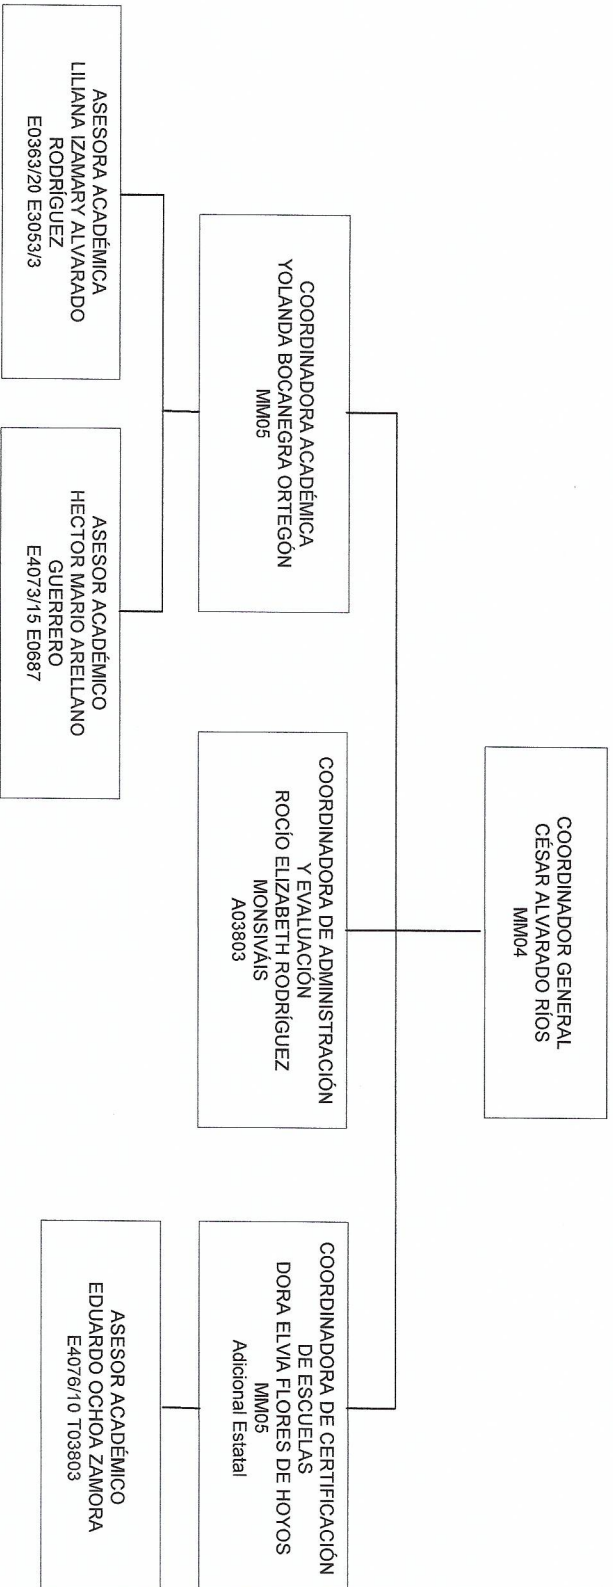 COORDINADOR GENERAL
CÉSAR ALVARADO RÍOS
MM04
COORDINADORA ACADÉMICA
YOLANDA BOCANEGRA ORTEGÓN
MM05
COORDINADORA DE ADMINISTRACIÓN
Y EVALUACIÓN
ROCÍO ELIZABETH RODRÍGUEZ
MONSIVÁIS
A03803
COORDINADORA DE CERTIFICACIÓN
DE ESCUELAS
DORA ELVIA FLORES DE HOYOS
MM05
Adicional Estatal
ASESORA ACADÉMICA
LILIANA IZAMARY ALVARADO
RODRÍGUEZ
E0363/20 E3053/3
ASESOR ACADÉMICO
HECTOR MARIO ARELLANO
GUERRERO
E4073/15 E0687
ASESOR ACADÉMICO
EDUARDO OCHOA ZAMORA
E4076/10 T03803